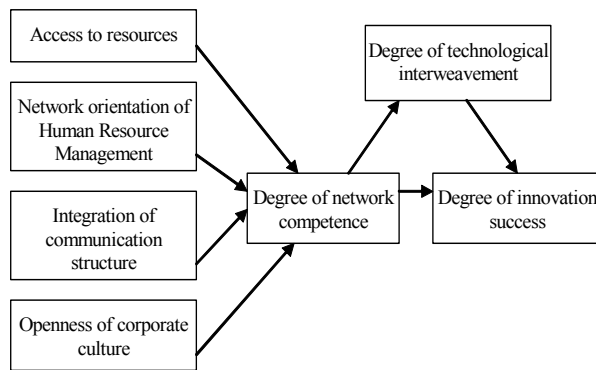 Access to resources
Network orientation of
Human Resource
Management
Integration of
communication
structure
Openness of corporate
culture
Degree of network
competence
Degree of technological
interweavement
Degree of innovation
success